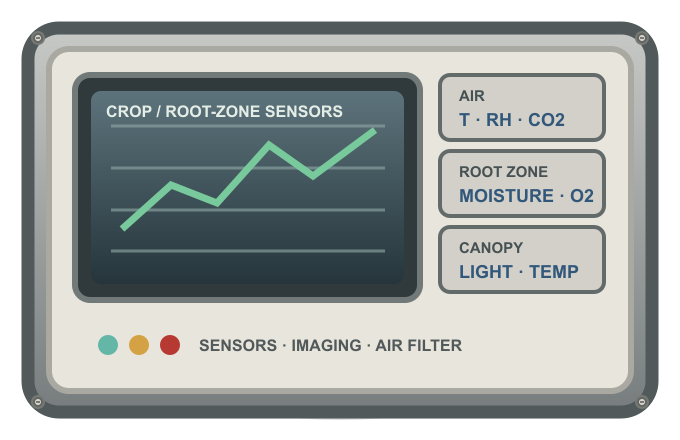 CROP / ROOT-ZONE SENSORS
AIR
T · RH · CO2
ROOT ZONE
MOISTURE · O2
CANOPY
LIGHT · TEMP
SENSORS · IMAGING · AIR FILTER